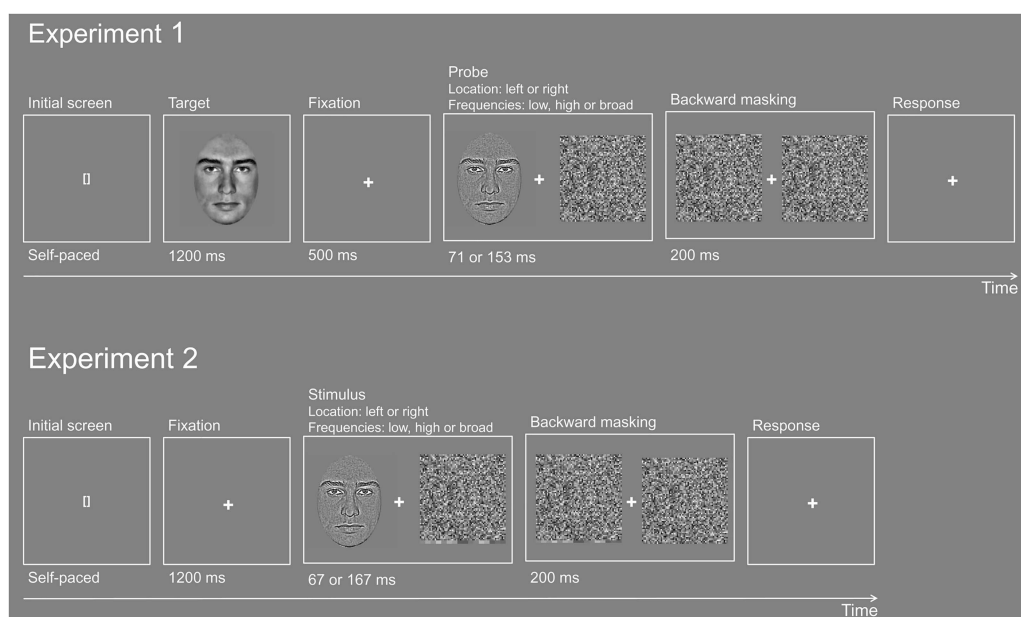 Experiment 1
Initial screen
Target
Fixation
Probe
Location: left or right
Frequencies: low, high or broad
Backward masking
Response
[]
+
+
+
+
Self-paced
1200 ms
500 ms
71 or 153 ms
200 ms
Time
Experiment 2
Initial screen
Fixation
Stimulus
Location: left or right
Frequencies: low, high or broad
Backward masking
Response
[]
+
+
+
+
Self-paced
1200 ms
67 or 167 ms
200 ms
Time